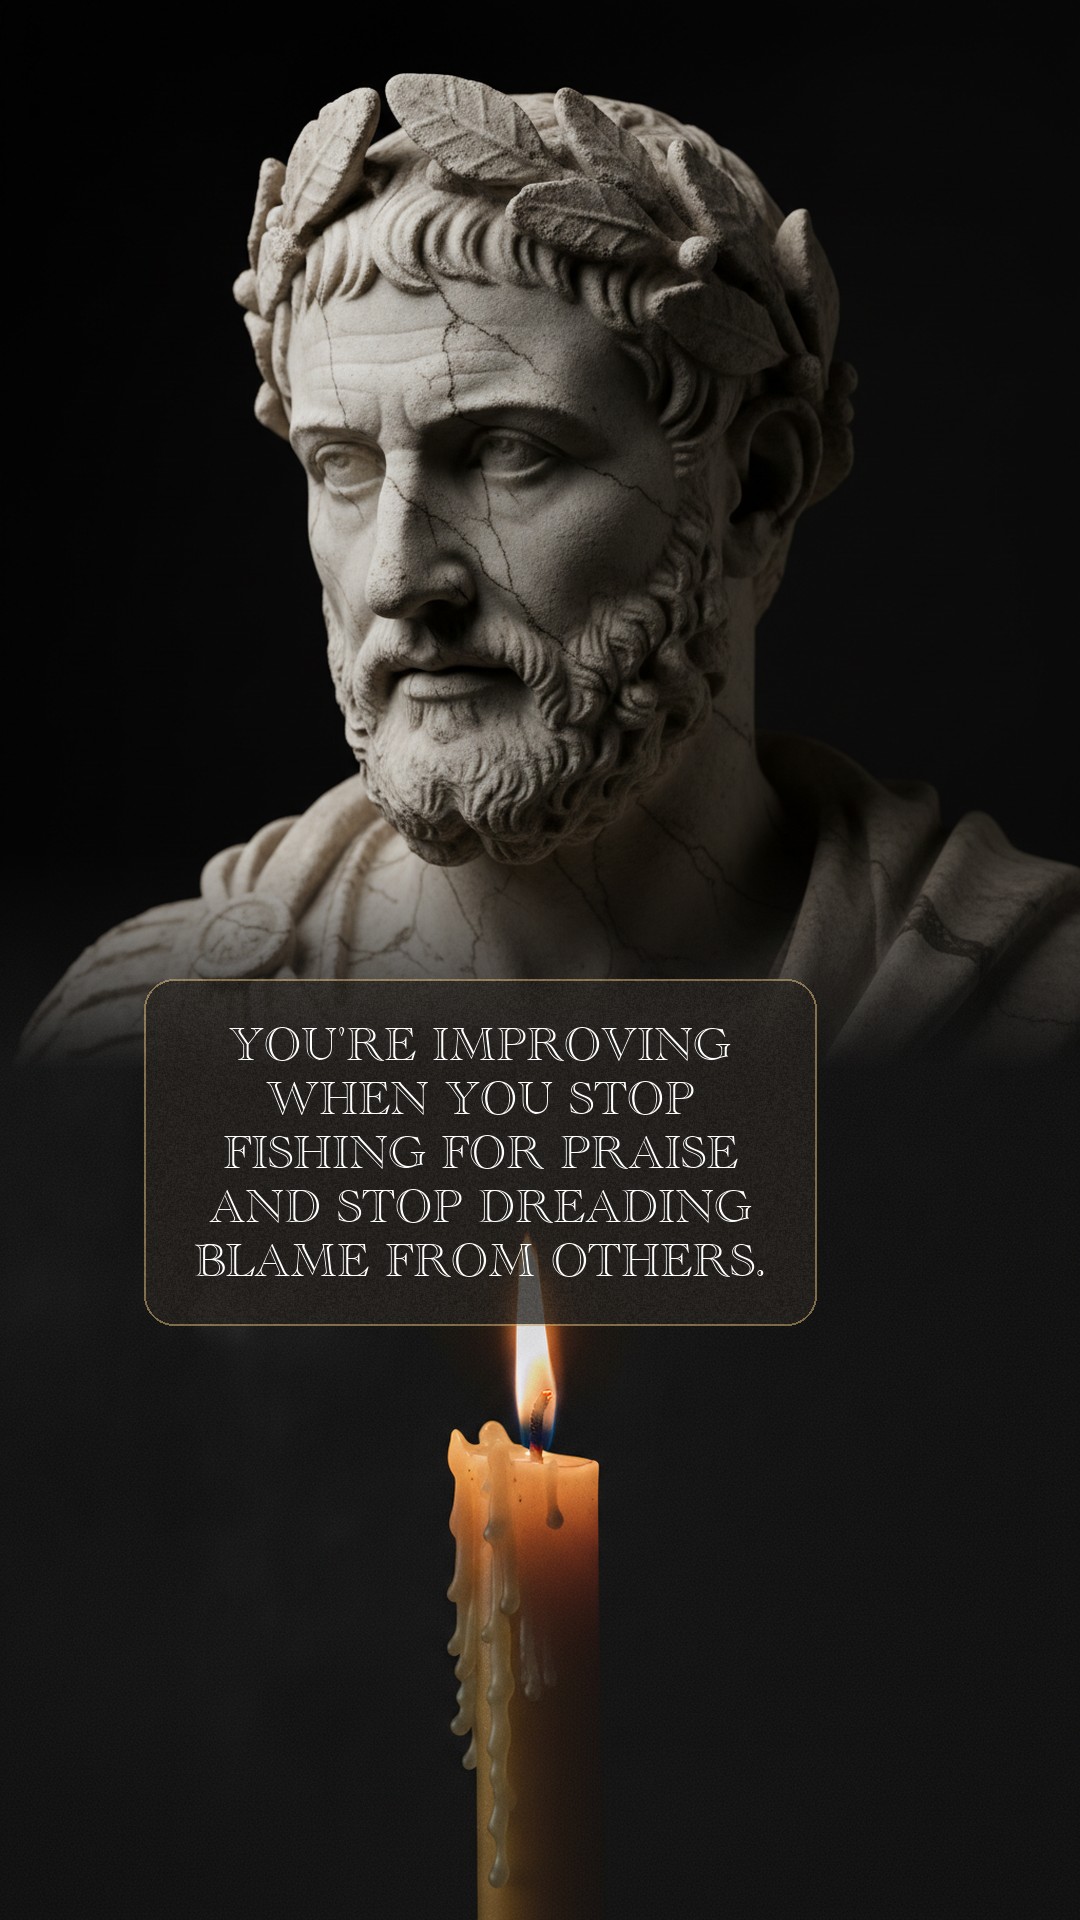 YOU'RE IMPROVING
WHEN YOU STOP
FISHING FOR PRAISE
AND STOP DREADING
BLAME FROM OTHERS.